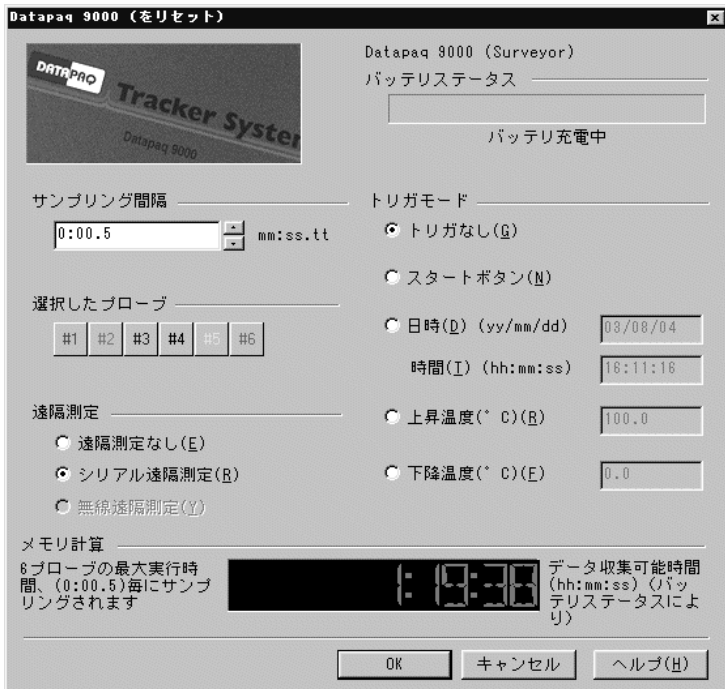 Datapaq 9000 (をリセット)
DATAPAQ
Tracker System
Datapaq 9000
Datapaq 9000 (Surveyor)
バッテリステータス
バッテリ充電中
サンプリング間隔
0:00.5
mm:ss.tt
選択したプローブ
#1 #2 #3 #4 #5 #6
遠隔測定
遠隔測定なし(E)
シリアル遠隔測定(R)
無線遠隔測定(Y)
トリガモード
トリガなし(G)
スタートボタン(N)
日時(D) (yy/mm/dd) 03/08/04
時間(T) (hh:mm:ss) 16:11:16
上昇温度(°C)(R) 100.0
下降温度(°C)(F) 0.0
メモリ計算
6プローブの最大実行時
間、(0:00.5)毎にサンプ
リングされます
1:19:38
データ収集可能時間
(hh:mm:ss) (バッ
テリステータスによ
り)
OK キャンセル ヘルプ(H)